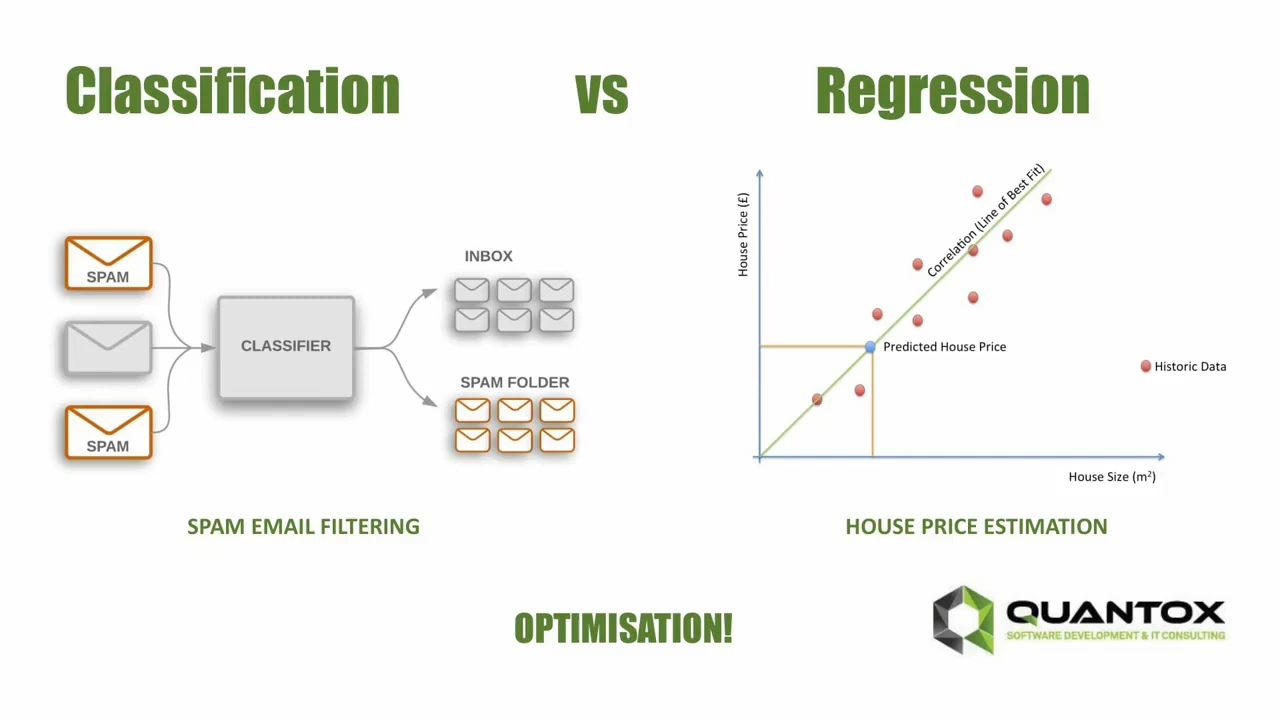 Classification vs Regression
SPAM
SPAM
CLASSIFIER
INBOX
SPAM FOLDER
SPAM EMAIL FILTERING
House Price (£)
Correlation (Line of Best Fit)
Predicted House Price
Historic Data
House Size (m²)
HOUSE PRICE ESTIMATION
OPTIMISATION!
QUANTOX
SOFTWARE DEVELOPMENT & IT CONSULTING